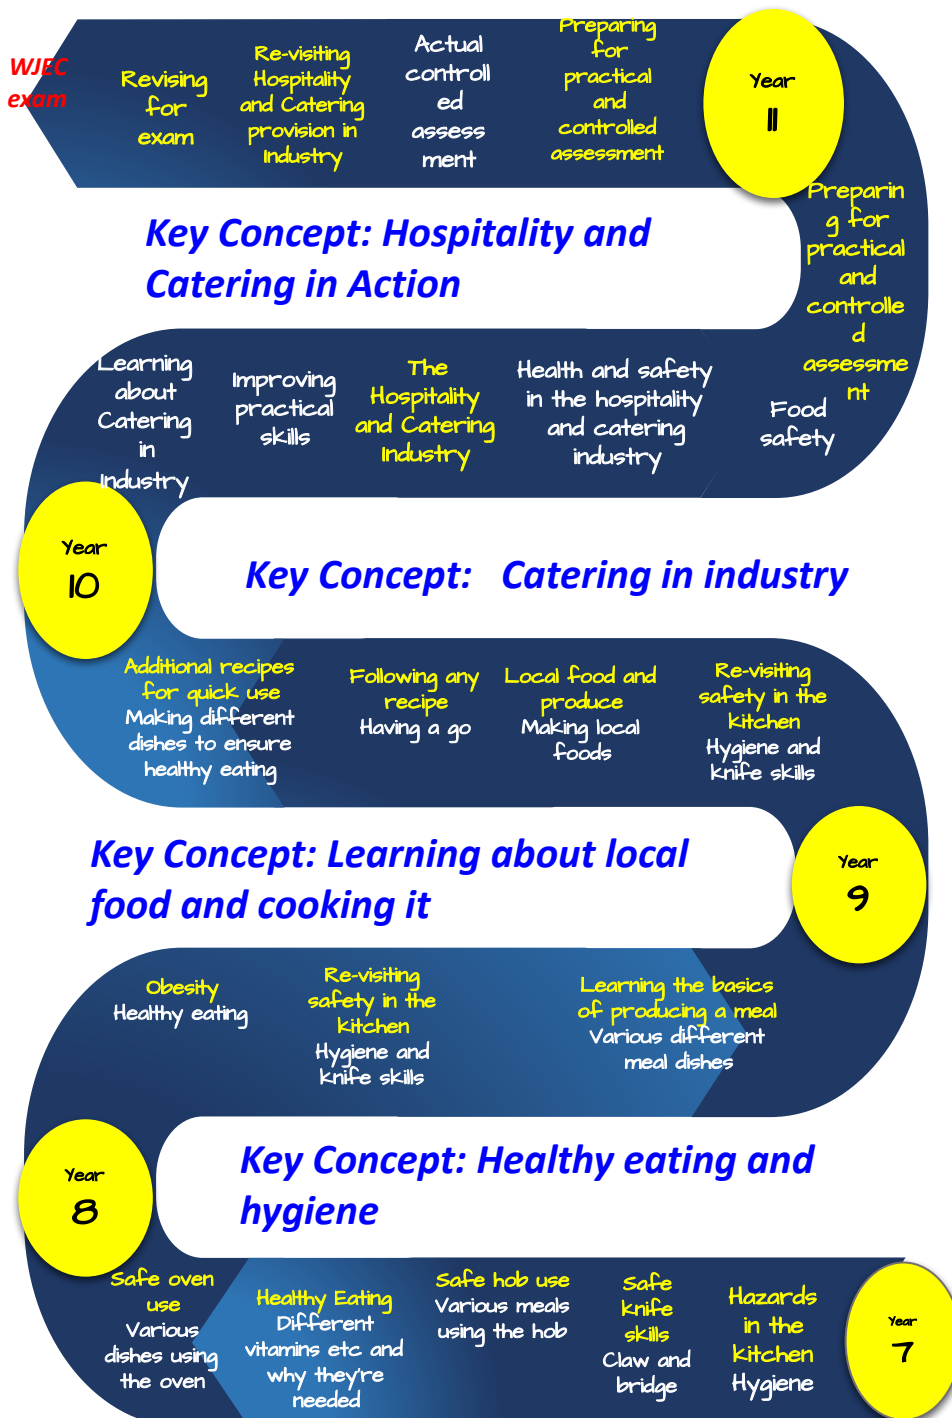 WJEC
exam
Revising
for
exam
Re-visiting
Hospitality
and Catering
provision in
Industry
Actual
controll
ed
assess
ment
Preparing
for
practical
and
controlled
assessment
Year
11
Preparin
g for
practical
and
controlle
d
assessme
nt
Key Concept: Hospitality and
Catering in Action
Learning
about
Catering
in
Industry
Improving
practical
skills
The
Hospitality
and Catering
Industry
Health and safety
in the hospitality
and catering
industry
Food
safety
Year
10
Key Concept: Catering in industry
Additional recipes
for quick use
Making different
dishes to ensure
healthy eating
Following any
recipe
Having a go
Local food and
produce
Making local
foods
Re-visiting
safety in the
kitchen
Hygiene and
knife skills
Key Concept: Learning about local
food and cooking it
Year
9
Obesity
Healthy eating
Re-visiting
safety in the
kitchen
Hygiene and
knife skills
Learning the basics
of producing a meal
Various different
meal dishes
Year
8
Key Concept: Healthy eating and
hygiene
Safe oven
use
Various
dishes using
the oven
Healthy Eating
Different
vitamins etc and
why they're
needed
Safe hob use
Various meals
using the hob
Safe
knife
skills
Claw and
bridge
Hazards
in the
kitchen
Hygiene
Year
7